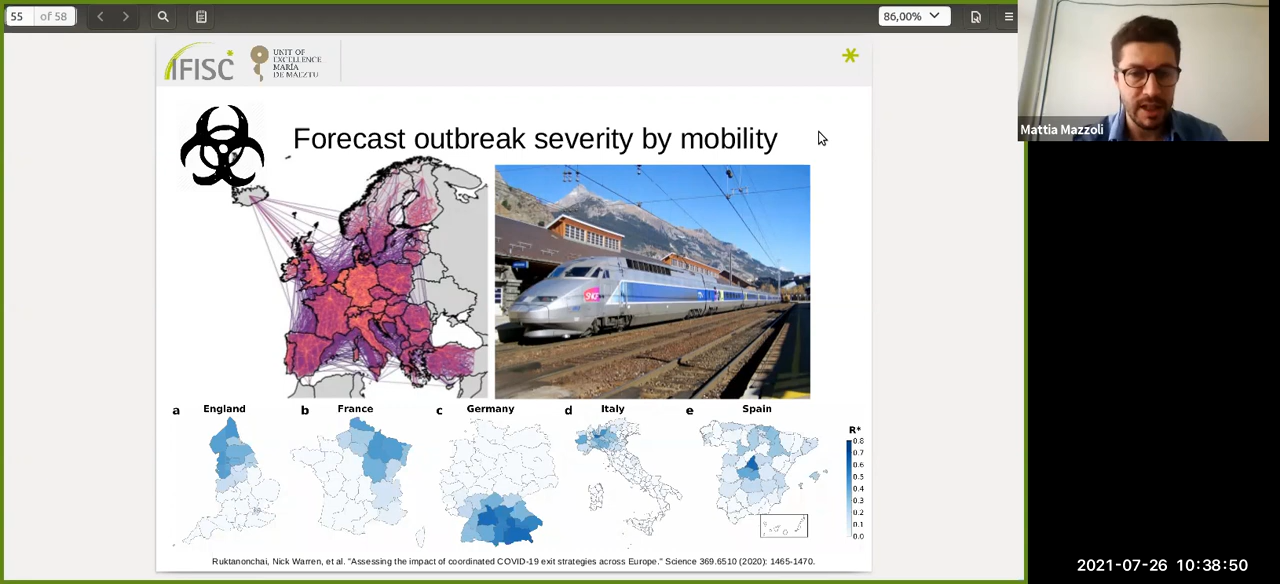 55 of 58
86,00%
IFISC
UNIT OF
EXCELLENCE
MARÍA
DE MAEZTU
Mattia Mazzoli
Forecast outbreak severity by mobility
a England b France c Germany d Italy e Spain
R*
0.8
0.7
0.6
0.5
0.4
0.3
0.2
0.1
0.0
Ruktanonchai, Nick Warren, et al. "Assessing the impact of coordinated COVID-19 exit strategies across Europe." Science 369.6510 (2020): 1465-1470.
2021-07-26 10:38:50